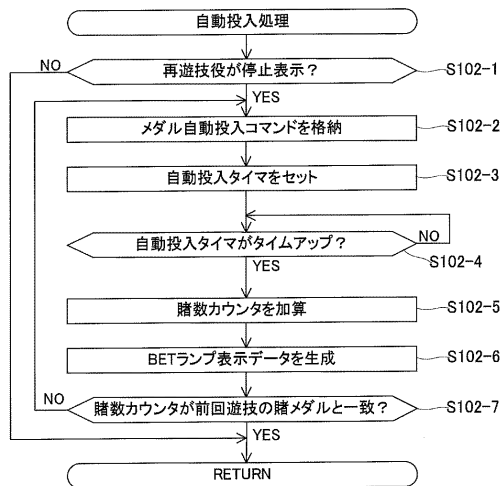 自動投入処理
NO
再遊技役が停止表示？
S102-1
YES
メダル自動投入コマンドを格納
S102-2
自動投入タイマをセット
S102-3
自動投入タイマがタイムアップ？
NO
S102-4
YES
賭数カウンタを加算
S102-5
BETランプ表示データを生成
S102-6
NO
賭数カウンタが前回遊技の賭メダルと一致？
S102-7
YES
RETURN